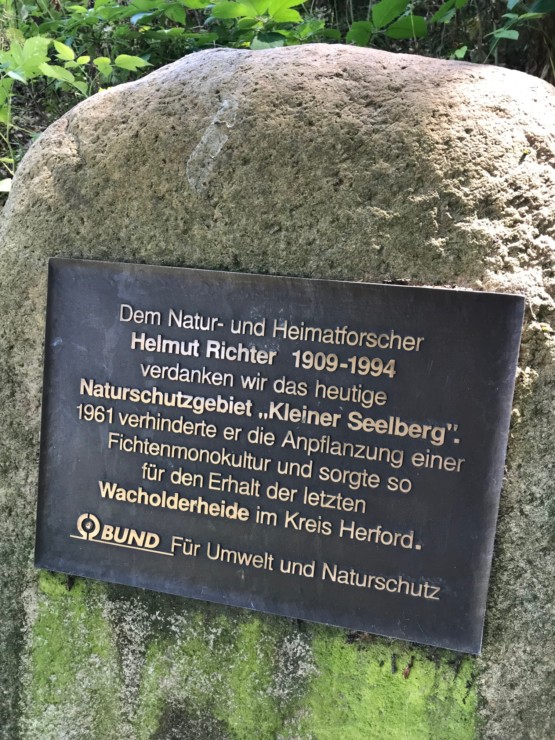 Dem Natur- und Heimatforscher
Helmut Richter 1909-1994
verdanken wir das heutige
Naturschutzgebiet „Kleiner Seelberg".
1961 verhinderte er die Anpflanzung einer
Fichtenmonokultur und sorgte so
für den Erhalt der letzten
Wacholderheide im Kreis Herford.
BUND Für Umwelt und Naturschutz